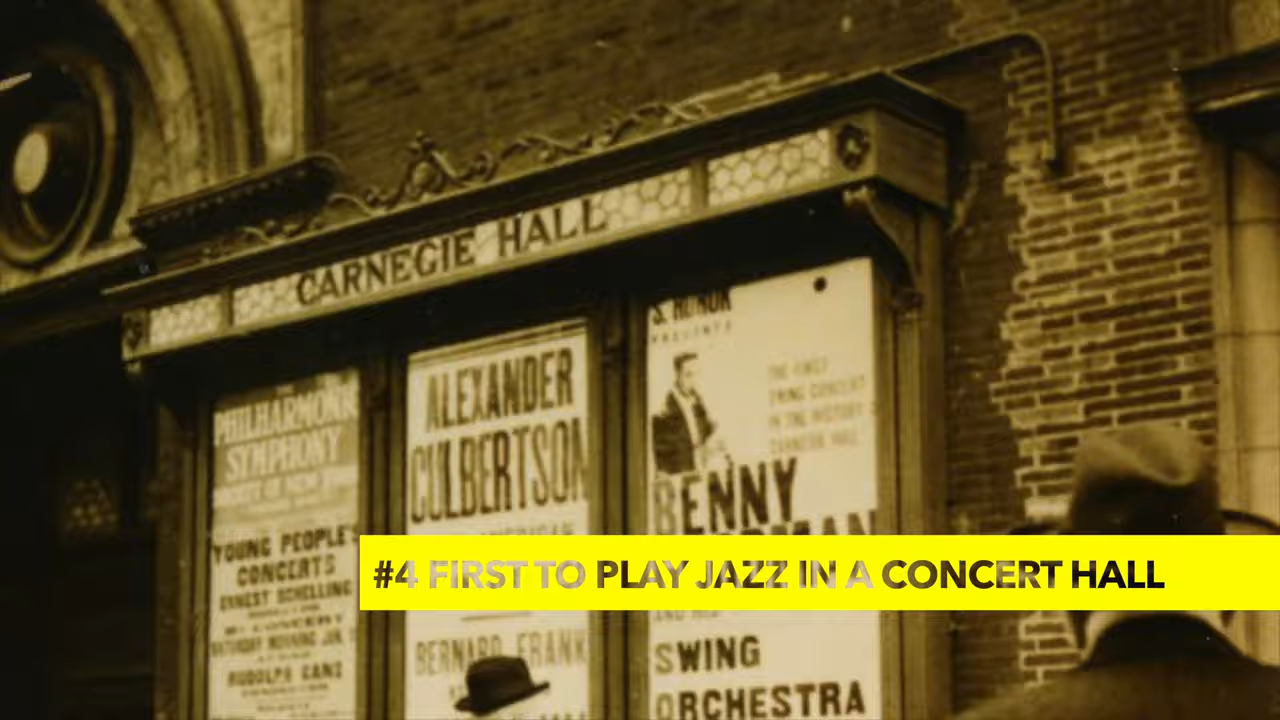 CARNEGIE HALL
PHILHARMONIC
SYMPHONY
YOUNG PEOPLE'S
CONCERTS
ERNEST SCHELLING
RUDOLPH GANZ
ALEXANDER
CULBERTSON
BERNARD FRANK
S. HUROK
PRESENTS
THE FIRST
SWING CONCERT
IN THE HISTORY
CARNEGIE HALL
BENNY
SWING
ORCHESTRA
#4 FIRST TO PLAY JAZZ IN A CONCERT HALL